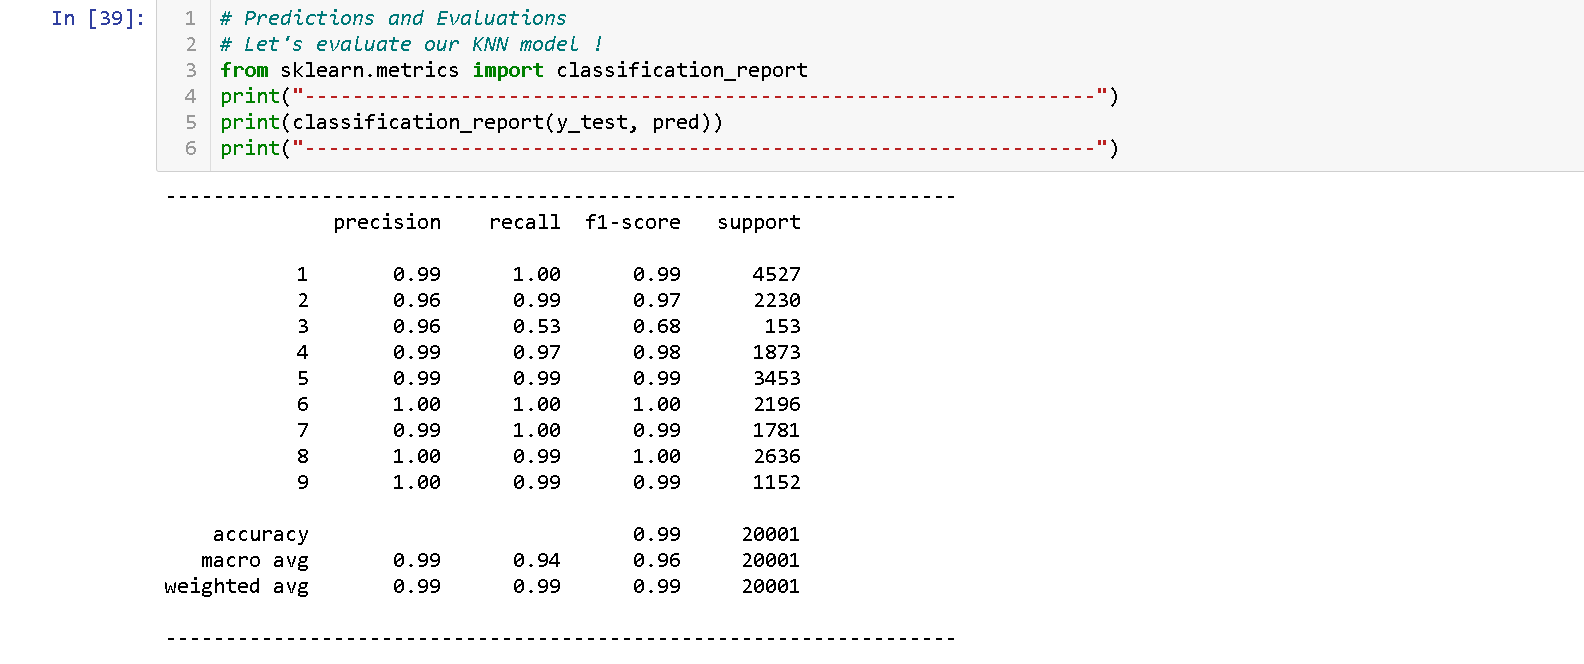 In [39]:
1 # Predictions and Evaluations
2 # Let's evaluate our KNN model !
3 from sklearn.metrics import classification_report
4 print("------------------------------------------------------------------")
5 print(classification_report(y_test, pred))
6 print("------------------------------------------------------------------")
------------------------------------------------------------------
precision recall f1-score support
1 0.99 1.00 0.99 4527
2 0.96 0.99 0.97 2230
3 0.96 0.53 0.68 153
4 0.99 0.97 0.98 1873
5 0.99 0.99 0.99 3453
6 1.00 1.00 1.00 2196
7 0.99 1.00 0.99 1781
8 1.00 0.99 1.00 2636
9 1.00 0.99 0.99 1152
accuracy 0.99 20001
macro avg 0.99 0.94 0.96 20001
weighted avg 0.99 0.99 0.99 20001
------------------------------------------------------------------